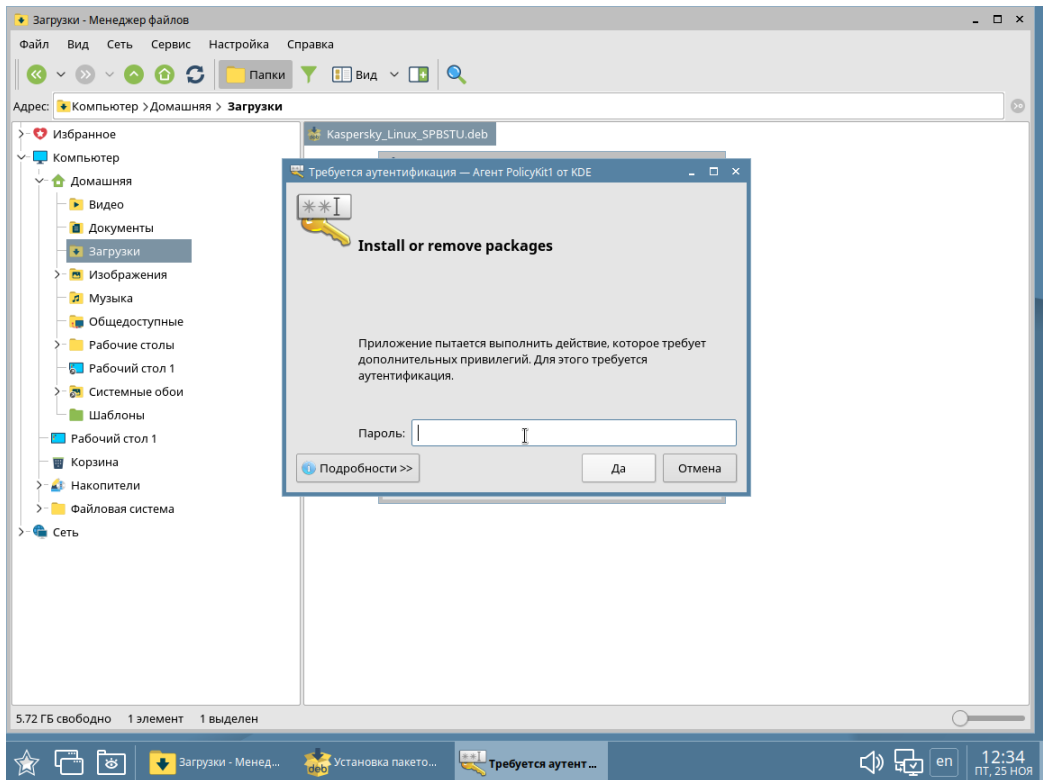 Загрузки - Менеджер файлов
Файл Вид Сеть Сервис Настройка Справка
Папки Вид
Адрес: Компьютер > Домашняя > Загрузки
Избранное
Компьютер
Домашняя
Видео
Документы
Загрузки
Изображения
Музыка
Общедоступные
Рабочие столы
Рабочий стол 1
Системные обои
Шаблоны
Рабочий стол 1
Корзина
Накопители
Файловая система
Сеть
Kaspersky_Linux_SPBSTU.deb
Требуется аутентификация — Агент PolicyKit1 от KDE
Install or remove packages
Приложение пытается выполнить действие, которое требует
дополнительных привилегий. Для этого требуется
аутентификация.
Пароль:
Подробности >> Да Отмена
5.72 ГБ свободно 1 элемент 1 выделен
Загрузки - Менед...
deb Установка пакето...
Требуется аутент...
en
12:34
ПТ, 25 НОЯ